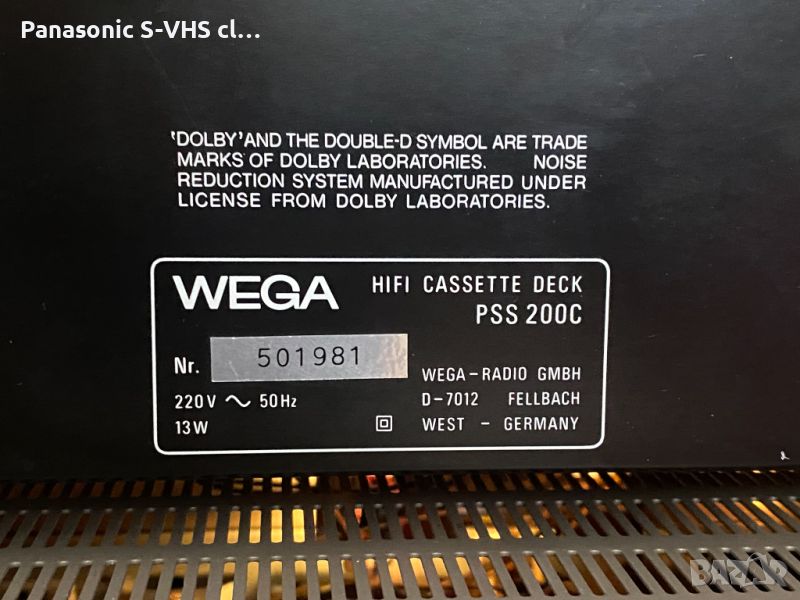 Panasonic S-VHS cl...
'DOLBY' AND THE DOUBLE-D SYMBOL ARE TRADE
MARKS OF DOLBY LABORATORIES. NOISE
REDUCTION SYSTEM MANUFACTURED UNDER
LICENSE FROM DOLBY LABORATORIES.
WEGA HIFI CASSETTE DECK
PSS 200C
Nr. 501981
WEGA-RADIO GMBH
220V ~ 50Hz D-7012 FELLBACH
13W WEST - GERMANY
BAZAR